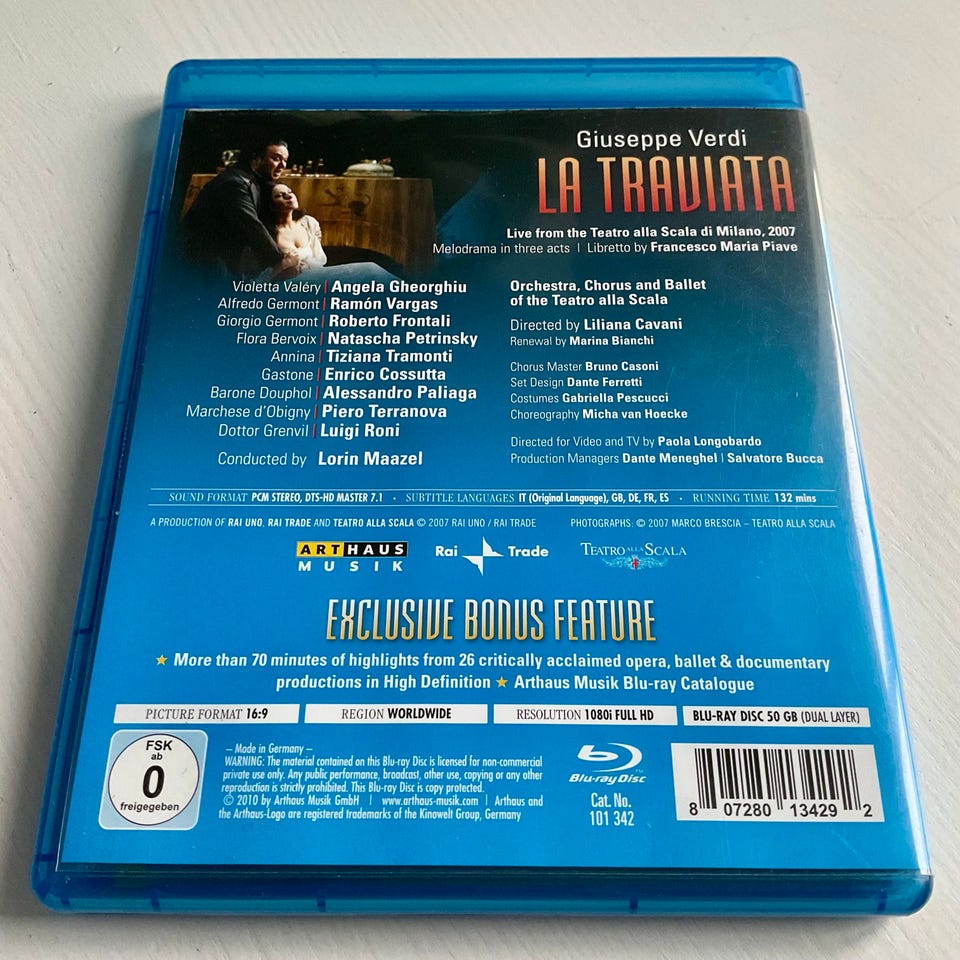 Giuseppe Verdi
LA TRAVIATA
Live from the Teatro alla Scala di Milano, 2007
Melodrama in three acts | Libretto by Francesco Maria Piave
Violetta Valéry | Angela Gheorghiu
Alfredo Germont | Ramón Vargas
Giorgio Germont | Roberto Frontali
Flora Bervoix | Natascha Petrinsky
Annina | Tiziana Tramonti
Gastone | Enrico Cossutta
Barone Douphol | Alessandro Paliaga
Marchese d'Obigny | Piero Terranova
Dottor Grenvil | Luigi Roni
Conducted by Lorin Maazel
Orchestra, Chorus and Ballet
of the Teatro alla Scala
Directed by Liliana Cavani
Renewal by Marina Bianchi
Chorus Master Bruno Casoni
Set Design Dante Ferretti
Costumes Gabriella Pescucci
Choreography Micha van Hoecke
Directed for Video and TV by Paola Longobardo
Production Managers Dante Meneghel | Salvatore Bucca
SOUND FORMAT PCM STEREO, DTS-HD MASTER 7.1 · SUBTITLE LANGUAGES IT (Original Language), GB, DE, FR, ES · RUNNING TIME 132 mins
A PRODUCTION OF RAI UNO, RAI TRADE AND TEATRO ALLA SCALA © 2007 RAI UNO / RAI TRADE PHOTOGRAPHS: © 2007 MARCO BRESCIA – TEATRO ALLA SCALA
ARTHAUS
MUSIK
Rai Trade
TEATRO ALLA SCALA
EXCLUSIVE BONUS FEATURE
★ More than 70 minutes of highlights from 26 critically acclaimed opera, ballet & documentary
productions in High Definition ★ Arthaus Musik Blu-ray Catalogue
PICTURE FORMAT 16:9
REGION WORLDWIDE
RESOLUTION 1080i FULL HD
BLU-RAY DISC 50 GB (DUAL LAYER)
FSK
ab
0
freigegeben
– Made in Germany –
WARNING: The material contained on this Blu-ray Disc is licensed for non-commercial
private use only. Any public performance, broadcast, other use, copying or any other
reproduction is strictly prohibited. This Blu-ray Disc is copy protected.
© 2010 by Arthaus Musik GmbH | www.arthaus-musik.com | Arthaus and
the Arthaus-Logo are registered trademarks of the Kinowelt Group, Germany
Blu-ray Disc
TM
Cat. No.
101 342
8 07280 13429 2